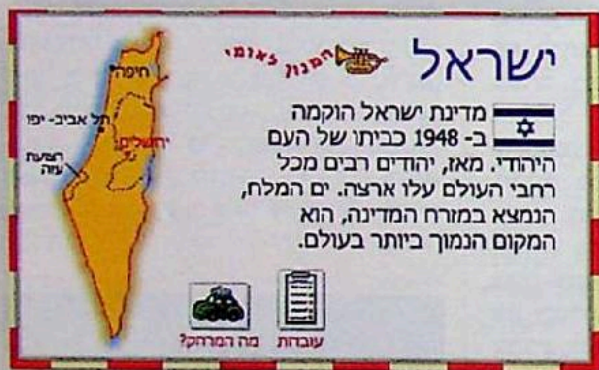 ישראל
המנון לאומי
מדינת ישראל הוקמה
ב- 1948 כביתו של העם
היהודי. מאז, יהודים רבים מכל
רחבי העולם עלו ארצה. ים המלח,
הנמצא במזרח המדינה, הוא
המקום הנמוך ביותר בעולם.
חיפה
תל אביב- יפו
ירושלים
רצועת
עזה
עובדות
מה המרחק?